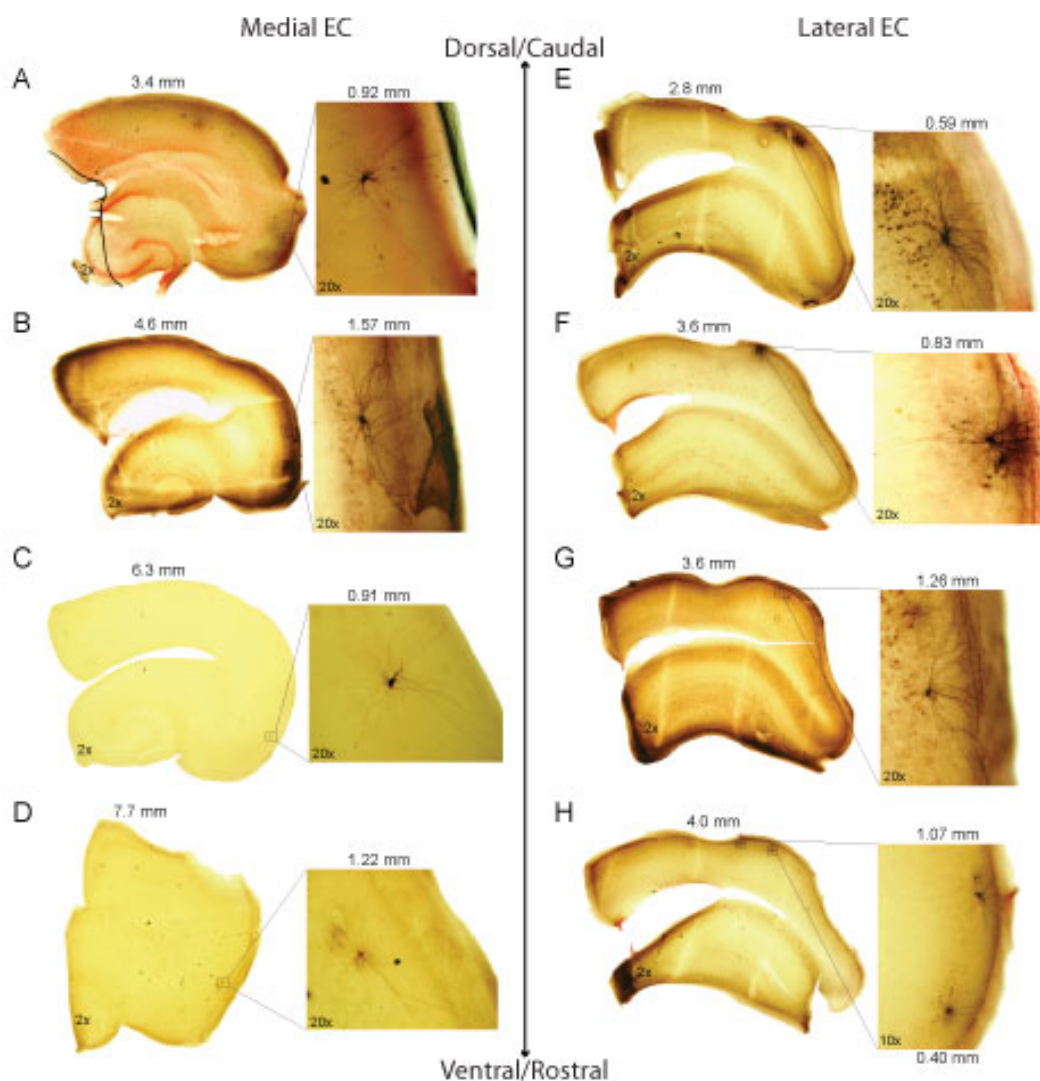 Medial EC
Lateral EC
Dorsal/Caudal
A
3.4 mm
0.92 mm
2x
20x
B
4.6 mm
1.57 mm
2x
20x
C
6.3 mm
0.91 mm
2x
20x
D
7.7 mm
1.22 mm
2x
20x
E
2.8 mm
0.59 mm
2x
20x
F
3.6 mm
0.83 mm
2x
20x
G
3.6 mm
1.26 mm
2x
20x
H
4.0 mm
1.07 mm
2x
10x
0.40 mm
Ventral/Rostral